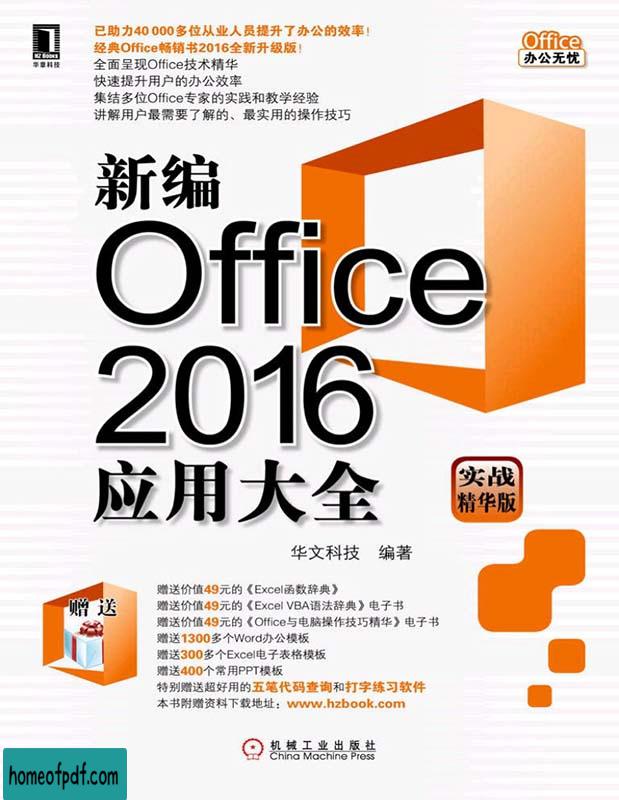 HZ BOOKS
华章科技
已助力40 000多位从业人员提升了办公的效率！
经典Office畅销书2016全新升级版！
全面呈现Office技术精华
快速提升用户的办公效率
集结多位Office专家的实践和教学经验
讲解用户最需要了解的、最实用的操作技巧
Office
办公无忧
新编
Office
2016
应用大全
实战
精华版
华文科技 编著
赠送
赠送价值49元的《Excel函数辞典》
赠送价值49元的《Excel VBA语法辞典》电子书
赠送价值49元的《Office与电脑操作技巧精华》电子书
赠送1300多个Word办公模板
赠送300多个Excel电子表格模板
赠送400个常用PPT模板
特别赠送超好用的五笔代码查询和打字练习软件
本书附赠资料下载地址：www.hzbook.com
机械工业出版社
China Machine Press
homeofpdf.com